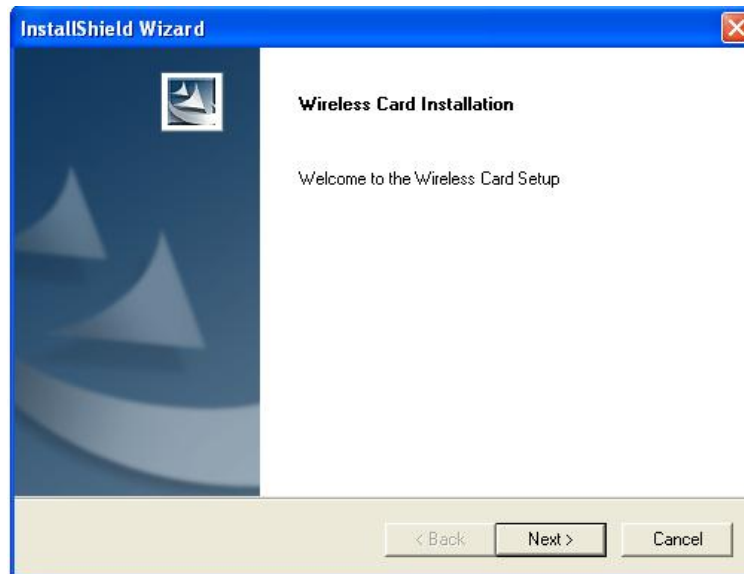 InstallShield Wizard
Wireless Card Installation
Welcome to the Wireless Card Setup
< Back
Next >
Cancel